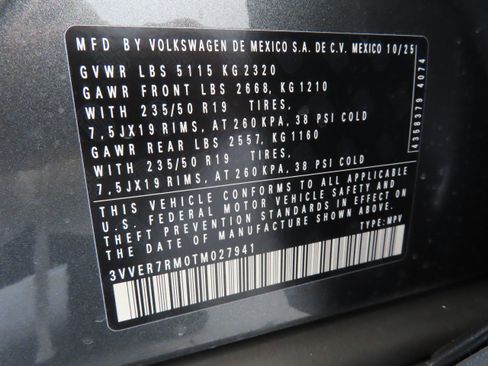 MFD BY VOLKSWAGEN DE MEXICO S.A. DE C.V. MEXICO 10/25
GVWR LBS 5115 KG 2320
GAWR FRONT LBS 2668, KG 1210
WITH 235/50 R19 TIRES,
7,5JX19 RIMS, AT 260 KPA, 38 PSI COLD
GAWR REAR LBS 2557, KG 1160
WITH 235/50 R19 TIRES,
7,5JX19 RIMS, AT 260 KPA, 38 PSI COLD
THIS VEHICLE CONFORMS TO ALL APPLICABLE
U.S. FEDERAL MOTOR VEHICLE SAFETY AND
THEFT PREVENTION STANDARDS IN EFFECT ON
THE DATE OF MANUFACTURE SHOWN ABOVE.
3VVER7RM0TM027941 TYPE: MPV
4358379 4074